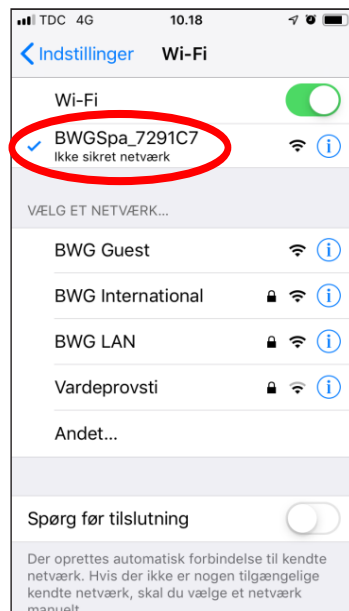 TDC 4G 10.18
Indstillinger Wi-Fi
Wi-Fi
BWGSpa_7291C7
Ikke sikret netværk
VÆLG ET NETVÆRK...
BWG Guest
BWG International
BWG LAN
Vardeprovsti
Andet...
Spørg før tilslutning
Der oprettes automatisk forbindelse til kendte
netværk. Hvis der ikke er nogen tilgængelige
kendte netværk, skal du vælge et netværk
manuelt.